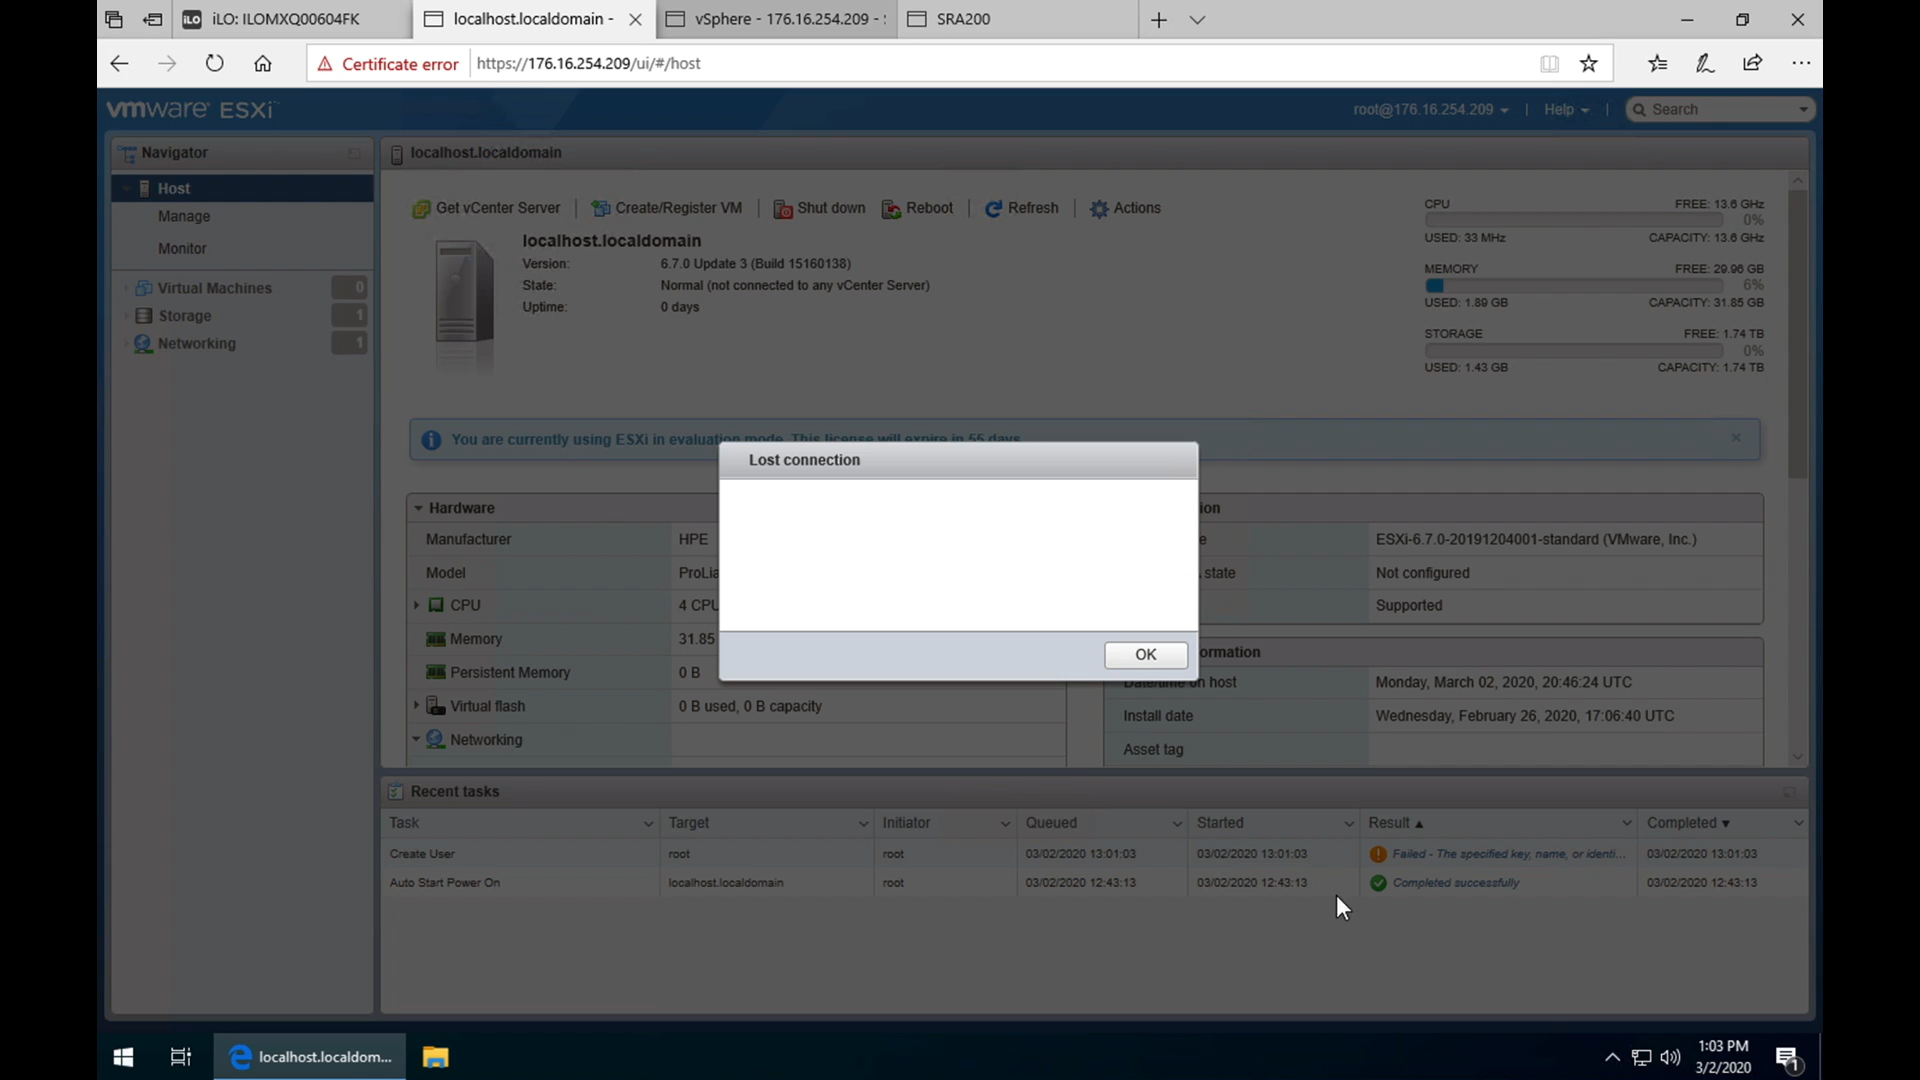 iLO: ILOMXQ00604FK
localhost.localdomain -
vSphere - 176.16.254.209 - S
SRA200
Certificate error
https://176.16.254.209/ui/#/host
vmware ESXi
root@176.16.254.209
Help
Search
Navigator
Host
Manage
Monitor
Virtual Machines 0
Storage 1
Networking 1
localhost.localdomain
Get vCenter Server
Create/Register VM
Shut down
Reboot
Refresh
Actions
localhost.localdomain
Version: 6.7.0 Update 3 (Build 15160138)
State: Normal (not connected to any vCenter Server)
Uptime: 0 days
CPU FREE: 13.6 GHz
0%
USED: 33 MHz CAPACITY: 13.6 GHz
MEMORY FREE: 29.96 GB
6%
USED: 1.89 GB CAPACITY: 31.85 GB
STORAGE FREE: 1.74 TB
0%
USED: 1.43 GB CAPACITY: 1.74 TB
You are currently using ESXi in evaluation mode. This license will expire in 55 days.
Lost connection
OK
Hardware
Manufacturer HPE
Model ProLia
CPU 4 CPU
Memory 31.85
Persistent Memory 0 B
Virtual flash 0 B used, 0 B capacity
Networking
ion
e ESXi-6.7.0-20191204001-standard (VMware, Inc.)
state Not configured
Supported
ormation
Date/time on host Monday, March 02, 2020, 20:46:24 UTC
Install date Wednesday, February 26, 2020, 17:06:40 UTC
Asset tag
Recent tasks
Task Target Initiator Queued Started Result Completed
Create User root root 03/02/2020 13:01:03 03/02/2020 13:01:03 Failed - The specified key, name, or identi... 03/02/2020 13:01:03
Auto Start Power On localhost.localdomain root 03/02/2020 12:43:13 03/02/2020 12:43:13 Completed successfully 03/02/2020 12:43:13
localhost.localdom...
1:03 PM
3/2/2020
1